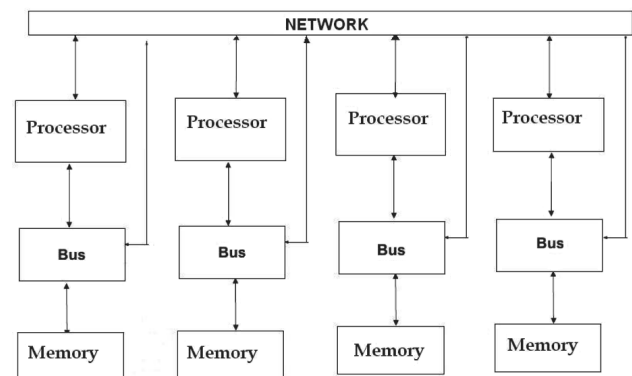 NETWORK
Processor
Processor
Processor
Processor
Bus
Bus
Bus
Bus
Memory
Memory
Memory
Memory